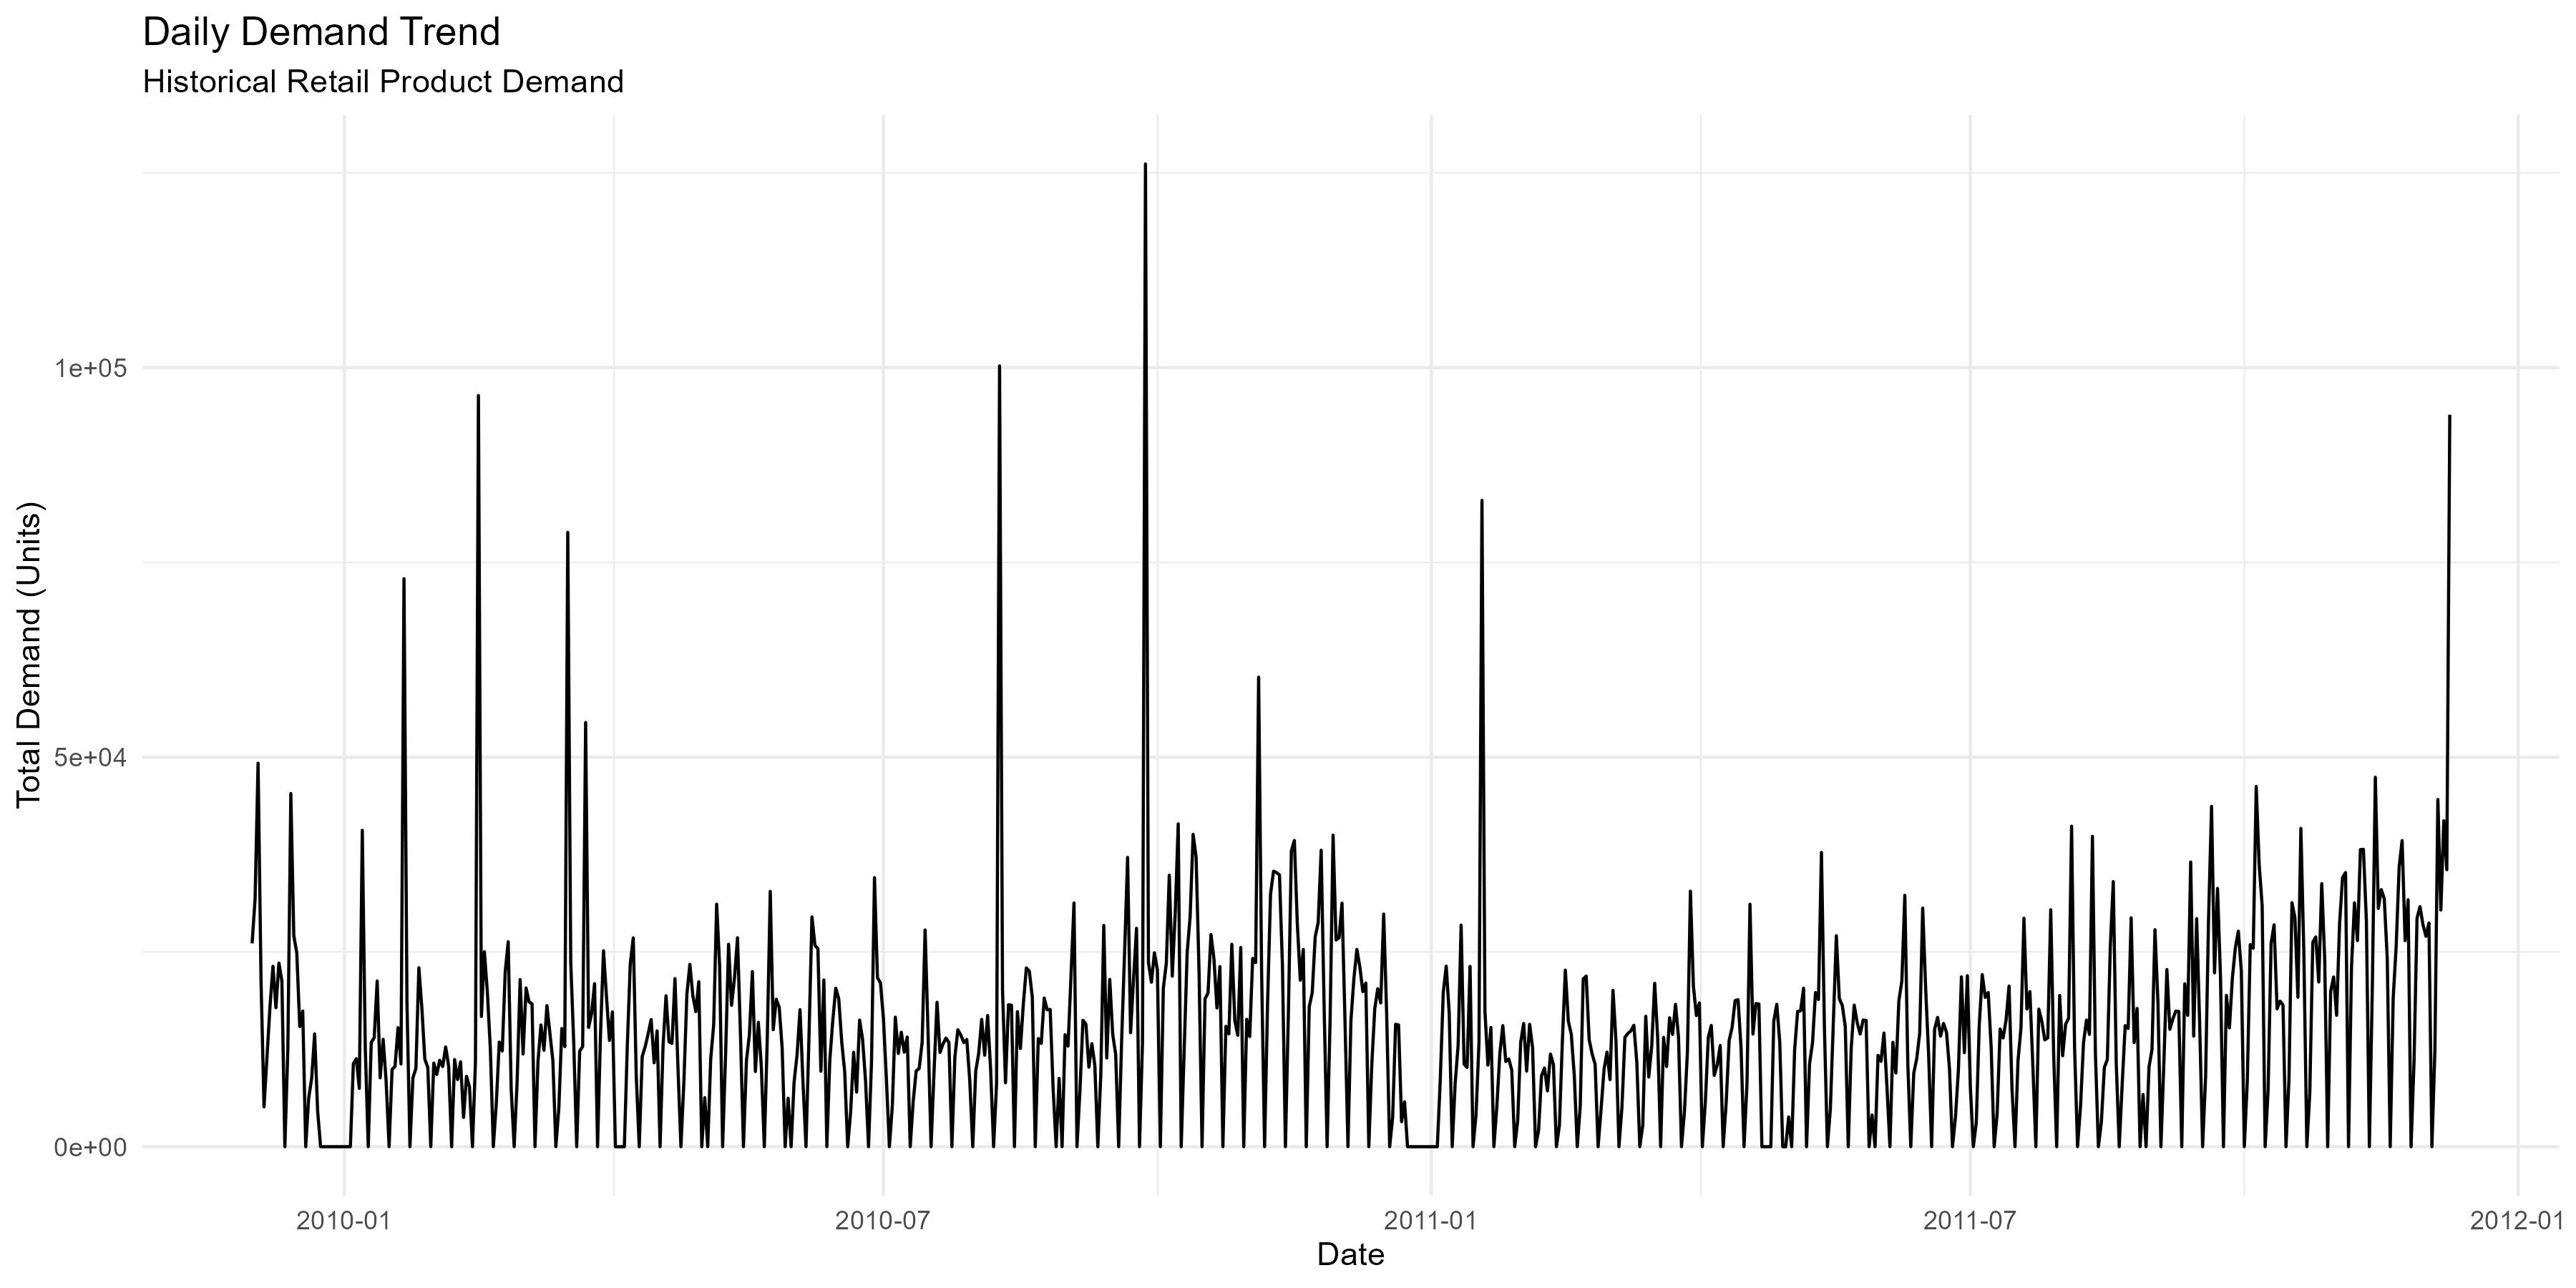 Daily Demand Trend
Historical Retail Product Demand
Total Demand (Units)
1e+05
5e+04
0e+00
2010-01
2010-07
2011-01
2011-07
2012-01
Date